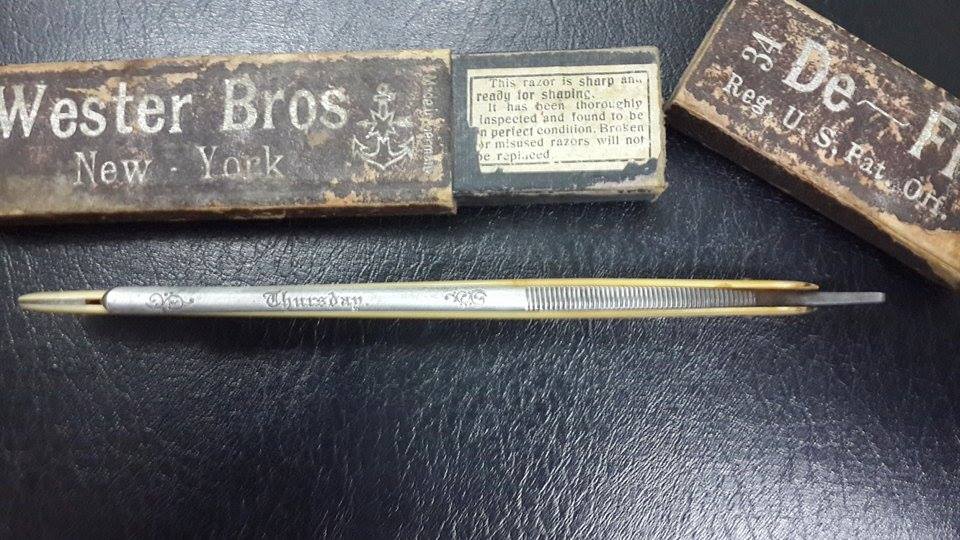 Wester Bros
New - York
This razor is sharp and
ready for shaving.
It has been thoroughly
inspected and found to be
in perfect condition. Broken
or misused razors will not
be replaced
34
De - Fi
Reg. U. S. Pat. Off.
Thursday.